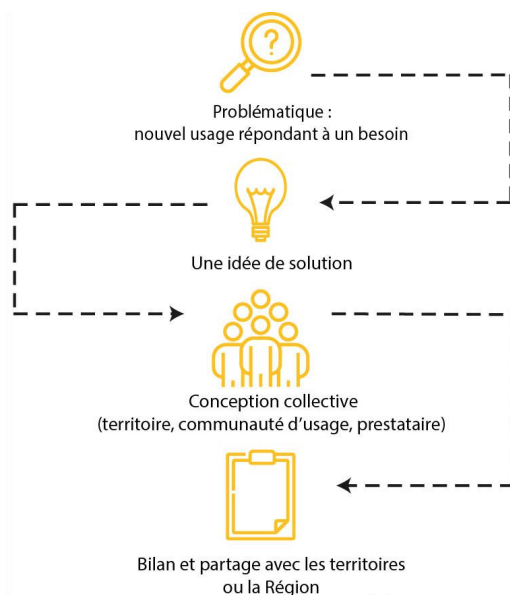 ?
Problématique :
nouvel usage répondant à un besoin
Une idée de solution
Conception collective
(territoire, communauté d'usage, prestataire)
Bilan et partage avec les territoires
ou la Région